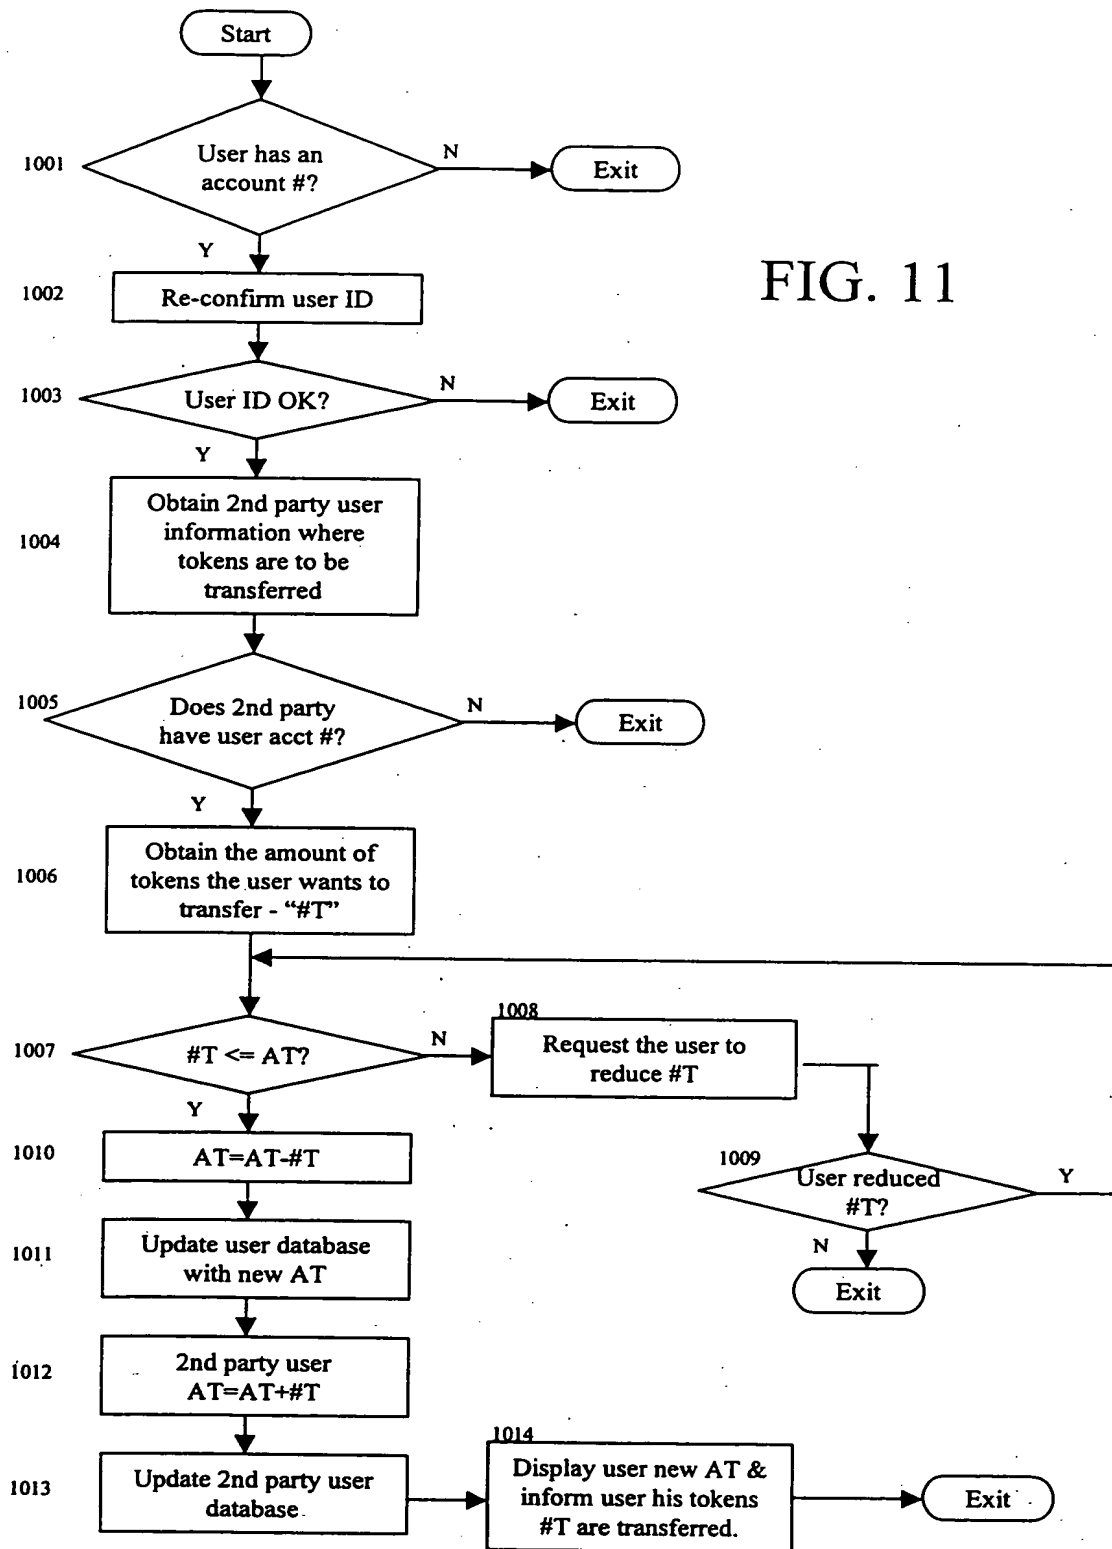 Start
1001
User has an
account #?
N
Exit
Y
FIG. 11
1002
Re-confirm user ID
1003
User ID OK?
N
Exit
Y
1004
Obtain 2nd party user
information where
tokens are to be
transferred
1005
Does 2nd party
have user acct #?
N
Exit
Y
1006
Obtain the amount of
tokens the user wants to
transfer - “#T”
1007
#T <= AT?
N
1008
Request the user to
reduce #T
Y
1009
User reduced
#T?
Y
N
Exit
1010
AT=AT-#T
1011
Update user database
with new AT
1012
2nd party user
AT=AT+#T
1013
Update 2nd party user
database
1014
Display user new AT &
inform user his tokens
#T are transferred.
Exit